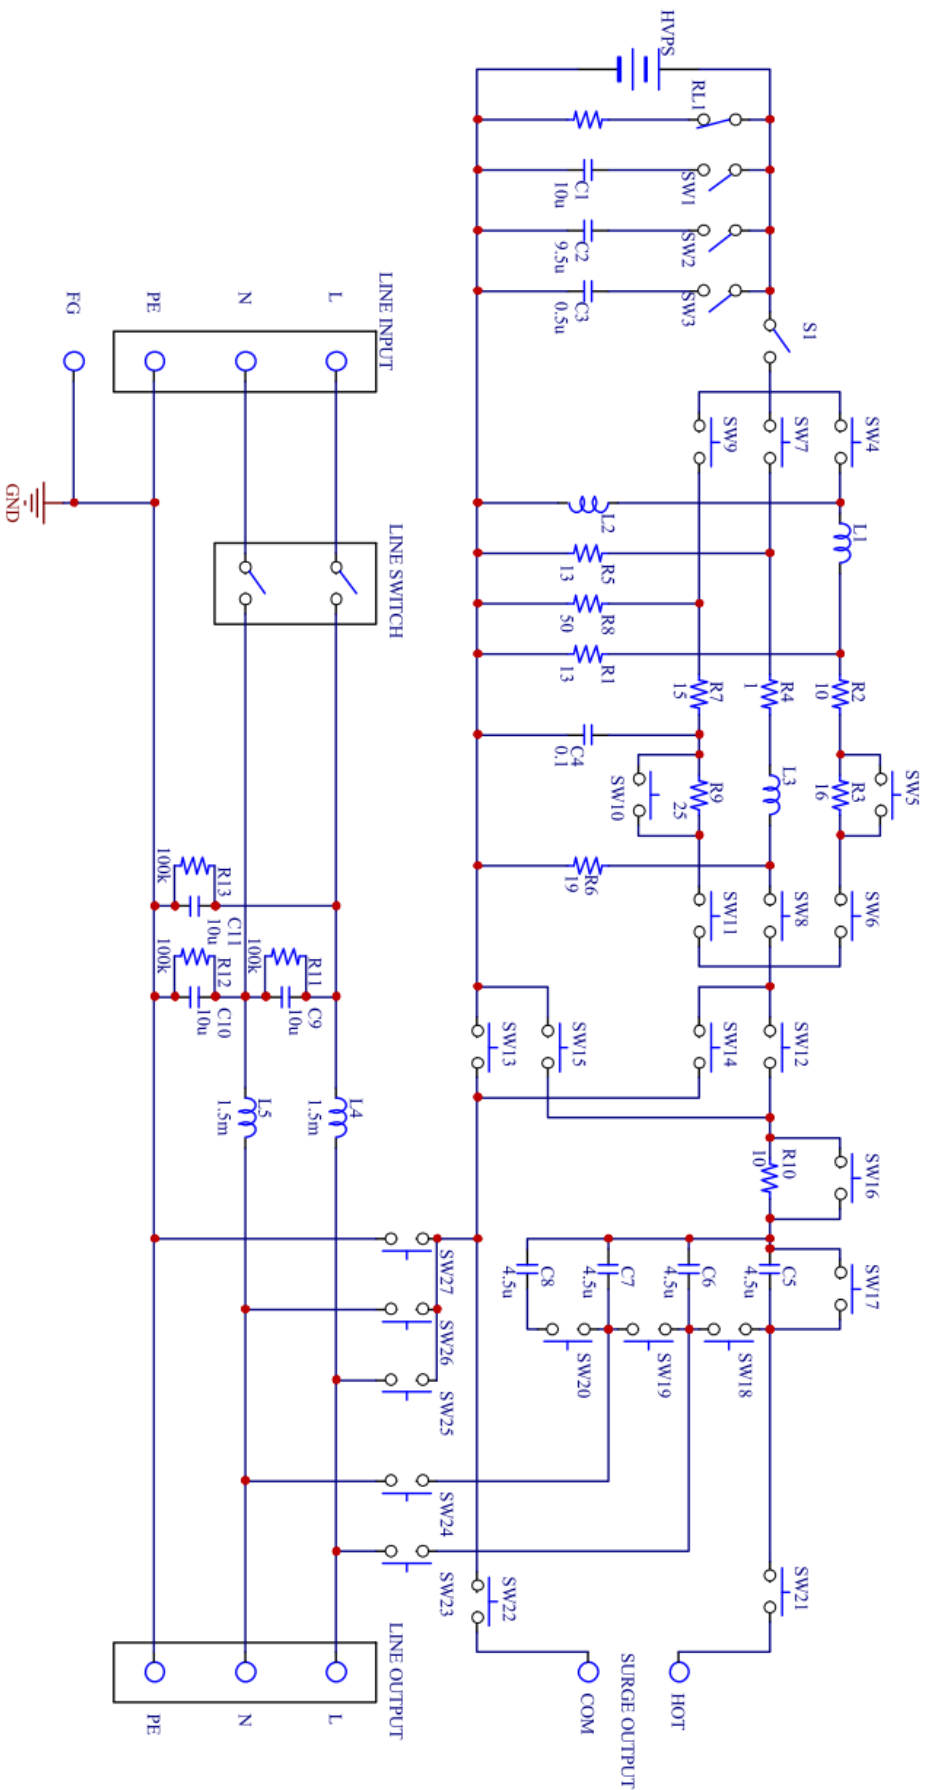 HVPS
RL1
SW1
C1
10u
SW2
C2
9.5u
SW3
C3
0.5u
S1
SW4
SW7
SW9
L1
L2
R5
13
R8
50
R1
13
R2
10
R4
1
R7
15
SW5
R3
16
L3
R9
25
SW10
C4
0.1
R6
19
SW6
SW8
SW11
SW12
SW14
SW15
SW13
SW16
R10
10
SW17
C5
4.5u
C6
4.5u
C7
4.5u
C8
4.5u
SW18
SW19
SW20
SW21
HOT
SURGE OUTPUT
COM
SW22
SW23
SW24
SW25
SW26
SW27
LINE INPUT
L
N
PE
FG
GND
LINE SWITCH
R13
100k
C11
10u
R11
100k
C9
10u
R12
100k
C10
10u
L4
1.5m
L5
1.5m
LINE OUTPUT
L
N
PE